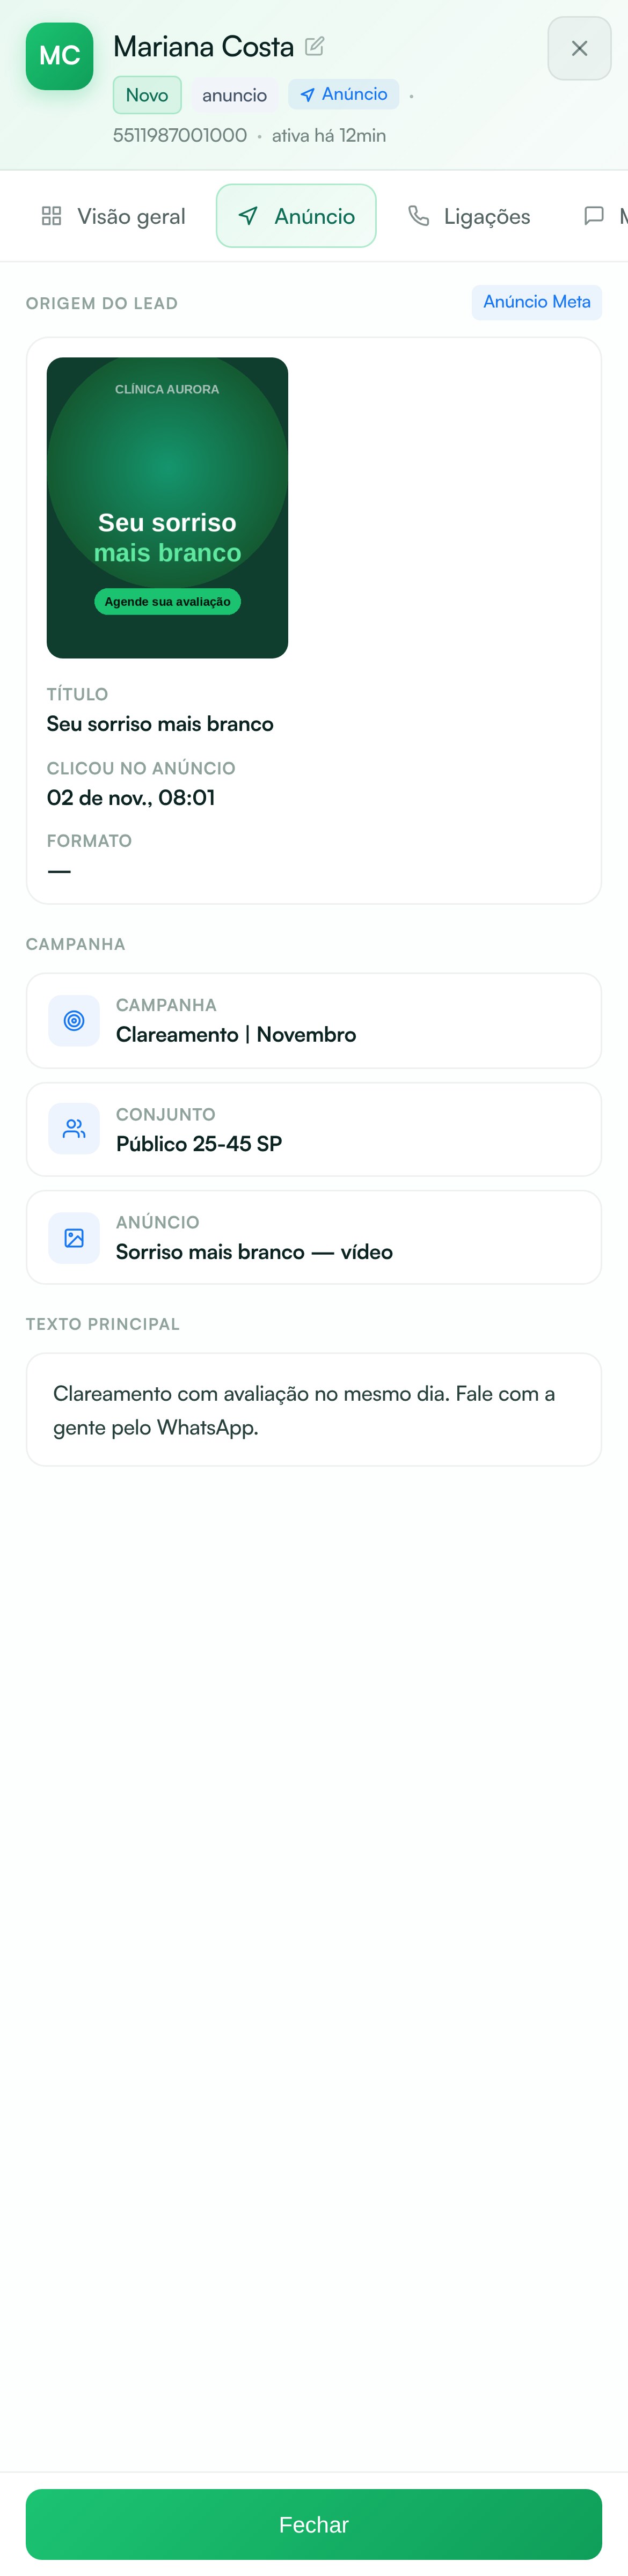 MC
Mariana Costa
Novo anuncio Anúncio ·
5511987001000 · ativa há 12min
Visão geral Anúncio Ligações
ORIGEM DO LEAD Anúncio Meta
CLÍNICA AURORA
Seu sorriso
mais branco
Agende sua avaliação
TÍTULO
Seu sorriso mais branco
CLICOU NO ANÚNCIO
02 de nov., 08:01
FORMATO
—
CAMPANHA
CAMPANHA
Clareamento | Novembro
CONJUNTO
Público 25-45 SP
ANÚNCIO
Sorriso mais branco — vídeo
TEXTO PRINCIPAL
Clareamento com avaliação no mesmo dia. Fale com a
gente pelo WhatsApp.
Fechar